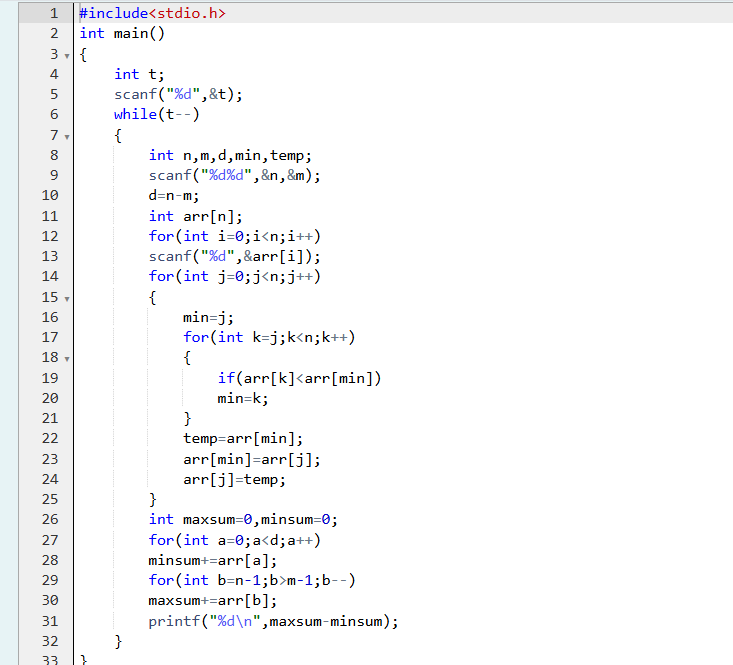 1 #include<stdio.h>
2 int main()
3 {
4 int t;
5 scanf("%d",&t);
6 while(t--)
7 {
8 int n,m,d,min,temp;
9 scanf("%d%d",&n,&m);
10 d=n-m;
11 int arr[n];
12 for(int i=0;i<n;i++)
13 scanf("%d",&arr[i]);
14 for(int j=0;j<n;j++)
15 {
16 min=j;
17 for(int k=j;k<n;k++)
18 {
19 if(arr[k]<arr[min])
20 min=k;
21 }
22 temp=arr[min];
23 arr[min]=arr[j];
24 arr[j]=temp;
25 }
26 int maxsum=0,minsum=0;
27 for(int a=0;a<d;a++)
28 minsum+=arr[a];
29 for(int b=n-1;b>m-1;b--)
30 maxsum+=arr[b];
31 printf("%d\n",maxsum-minsum);
32 }
33 }